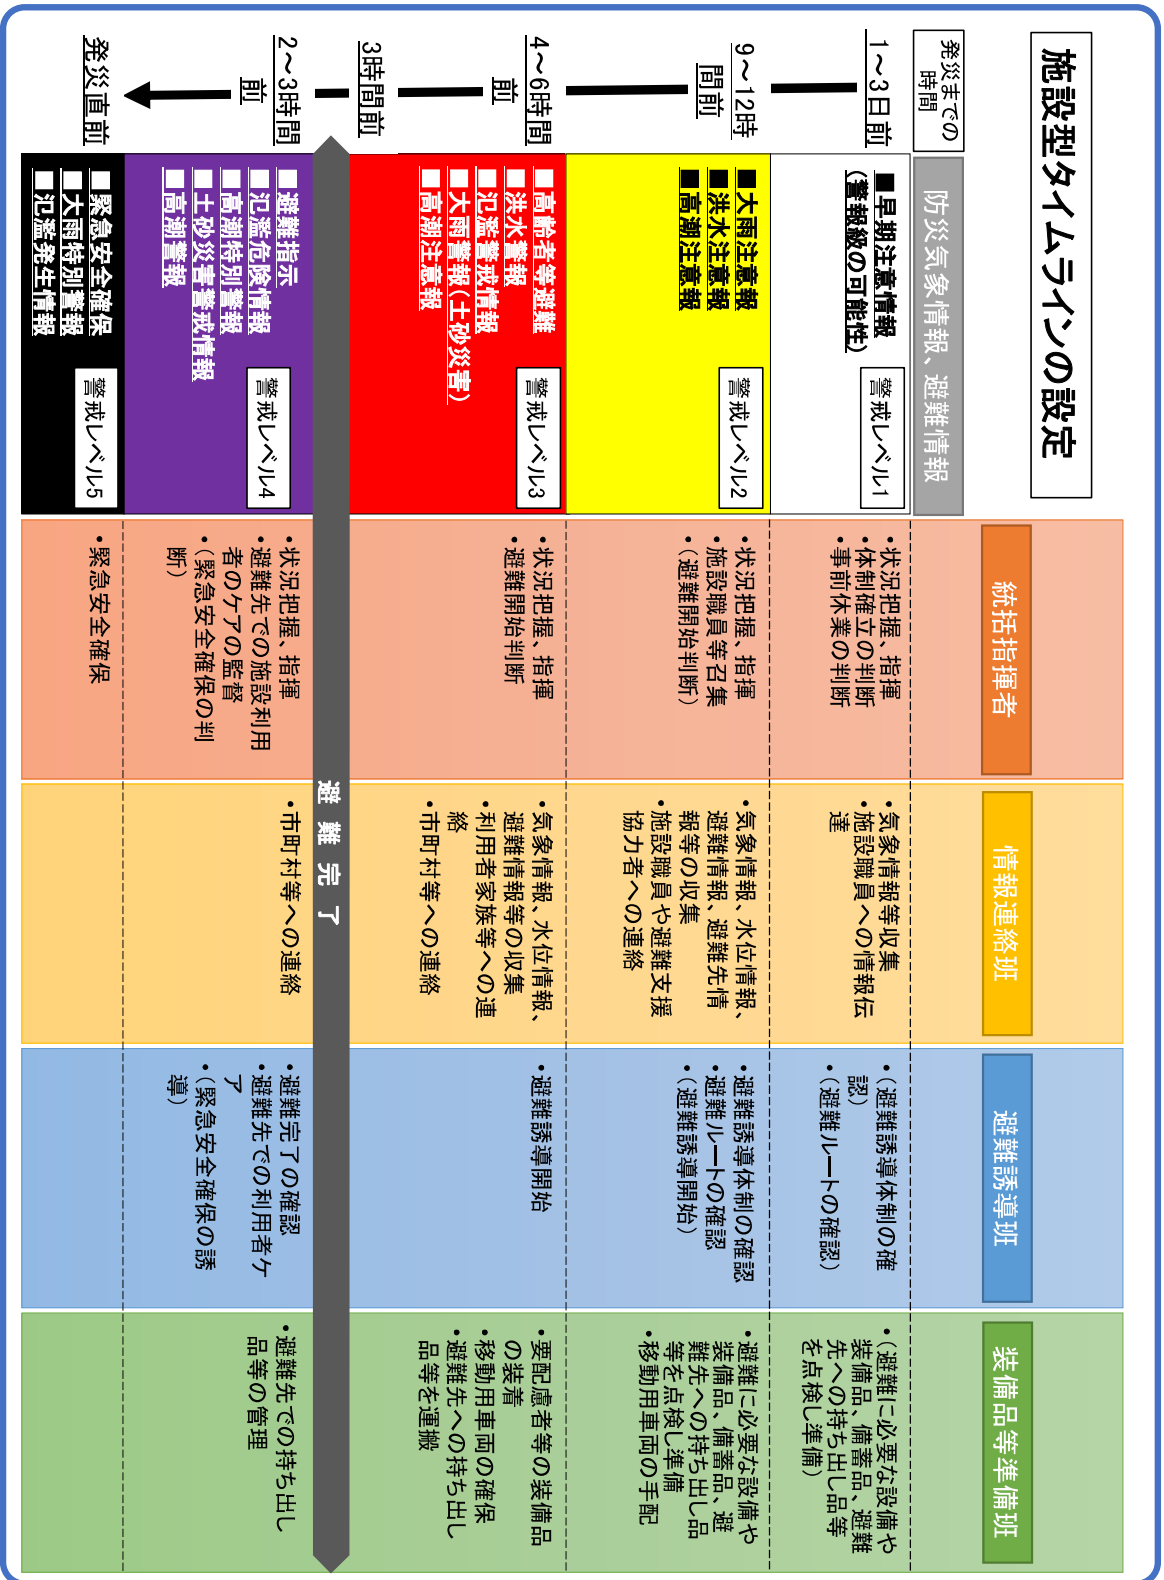 施設型タイムラインの設定
発災までの
時間
防災気象情報、避難情報
統括指揮者
情報連絡班
避難誘導班
装備品等準備班
1～3日前
■早期注意情報
(警報級の可能性)
警戒レベル1
・状況把握、指揮
・体制確立の判断
・事前休業の判断
・気象情報等収集
・施設職員への情報伝
達
・(避難誘導体制の確
認)
・(避難ルートの確認)
・(避難に必要な設備や
装備品、備蓄品、避難
先への持ち出し品等
を点検し準備)
9～12時
間前
■大雨注意報
■洪水注意報
■高潮注意報
警戒レベル2
・状況把握、指揮
・施設職員等召集
・(避難開始判断)
・気象情報、水位情報、
避難情報、避難先情
報等の収集
・施設職員や避難支援
協力者への連絡
・避難誘導体制の確認
・避難ルートの確認
・(避難誘導開始)
・避難に必要な設備や
装備品、備蓄品、避
難先への持ち出し品
等を点検し準備
・移動用車両の手配
4～6時間
前
■高齢者等避難
■洪水警報
■氾濫警戒情報
■大雨警報(土砂災害)
■高潮注意報
警戒レベル3
・状況把握、指揮
・避難開始判断
・気象情報、水位情報、
避難情報等の収集
・利用者家族等への連
絡
・市町村等への連絡
・避難誘導開始
・要配慮者等の装備品
の装着
・移動用車両の確保
・避難先への持ち出し
品等を運搬
3時間前
避難完了
2～3時間
前
■避難指示
■氾濫危険情報
■高潮特別警報
■土砂災害警戒情報
■高潮警報
警戒レベル4
・状況把握、指揮
・避難先での施設利用
者のケアの監督
・(緊急安全確保の判
断)
・市町村等への連絡
・避難完了の確認
・避難先での利用者ケ
ア
・(緊急安全確保の誘
導)
・避難先での持ち出し
品等の管理
発災直前
■緊急安全確保
■大雨特別警報
■氾濫発生情報
警戒レベル5
・緊急安全確保